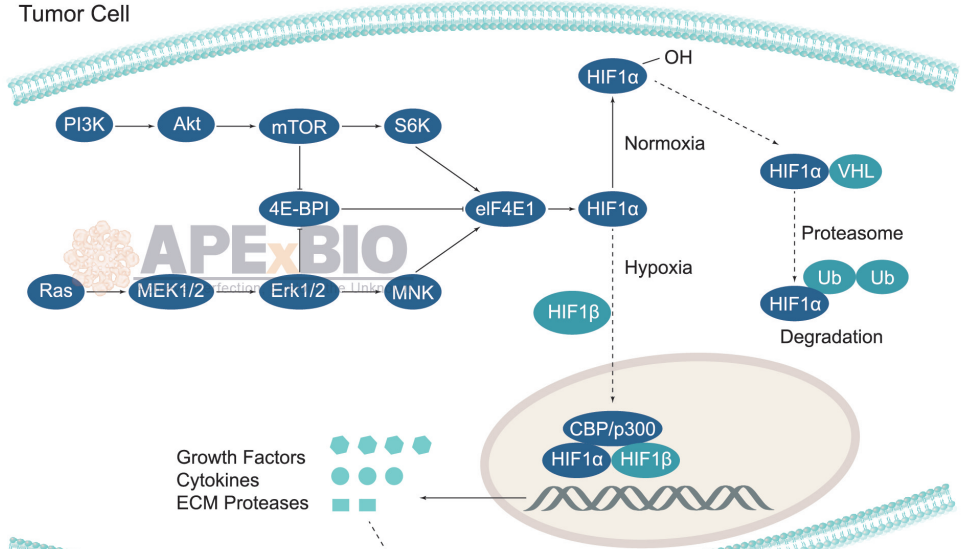 Tumor Cell
HIF1α
OH
PI3K
Akt
mTOR
S6K
Normoxia
HIF1α
VHL
4E-BPI
eIF4E1
HIF1α
Proteasome
APExBIO
Hypoxia
Ub
Ub
Ras
MEK1/2
Erk1/2
MNK
HIF1α
HIF1β
Degradation
CBP/p300
HIF1α
HIF1β
Growth Factors
Cytokines
ECM Proteases